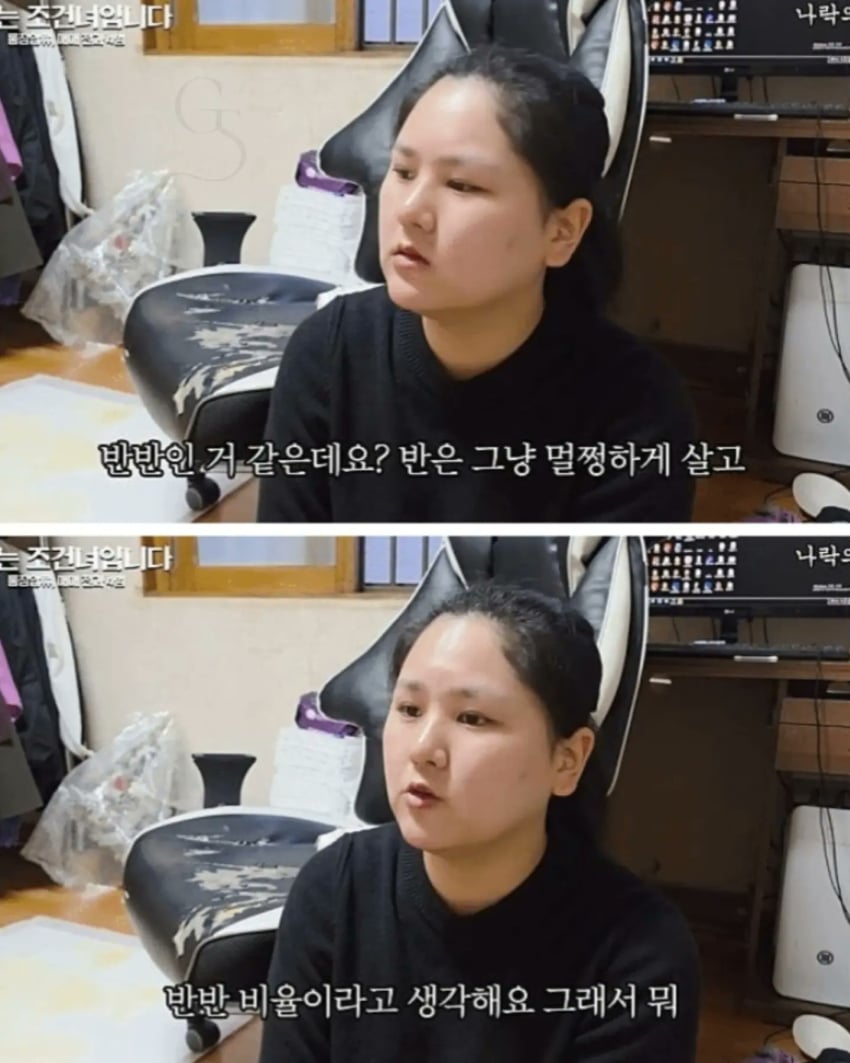 는 조건녀입니다
나락의
GS
반반인 거 같은데요? 반은 그냥 멀쩡하게 살고
는 조건녀입니다
나락의
반반 비율이라고 생각해요 그래서 뭐